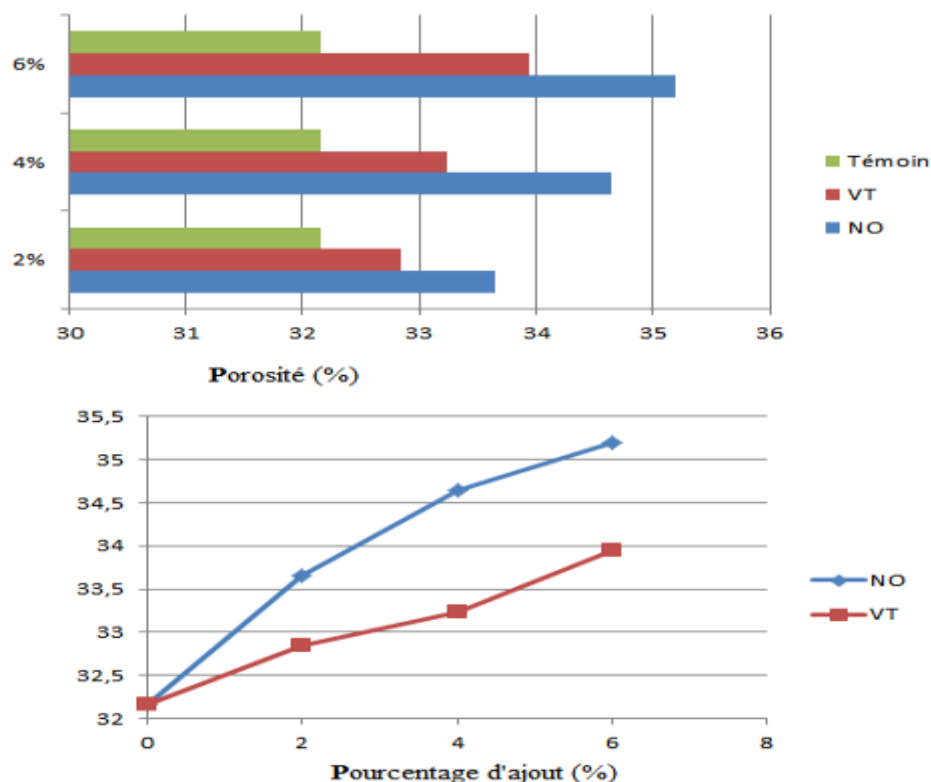 6%
4%
2%
Témoin
VT
NO
30 31 32 33 34 35 36
Porosité (%)
35,5
35
34,5
34
33,5
33
32,5
32
0 2 4 6 8
NO
VT
Pourcentage d'ajout (%)